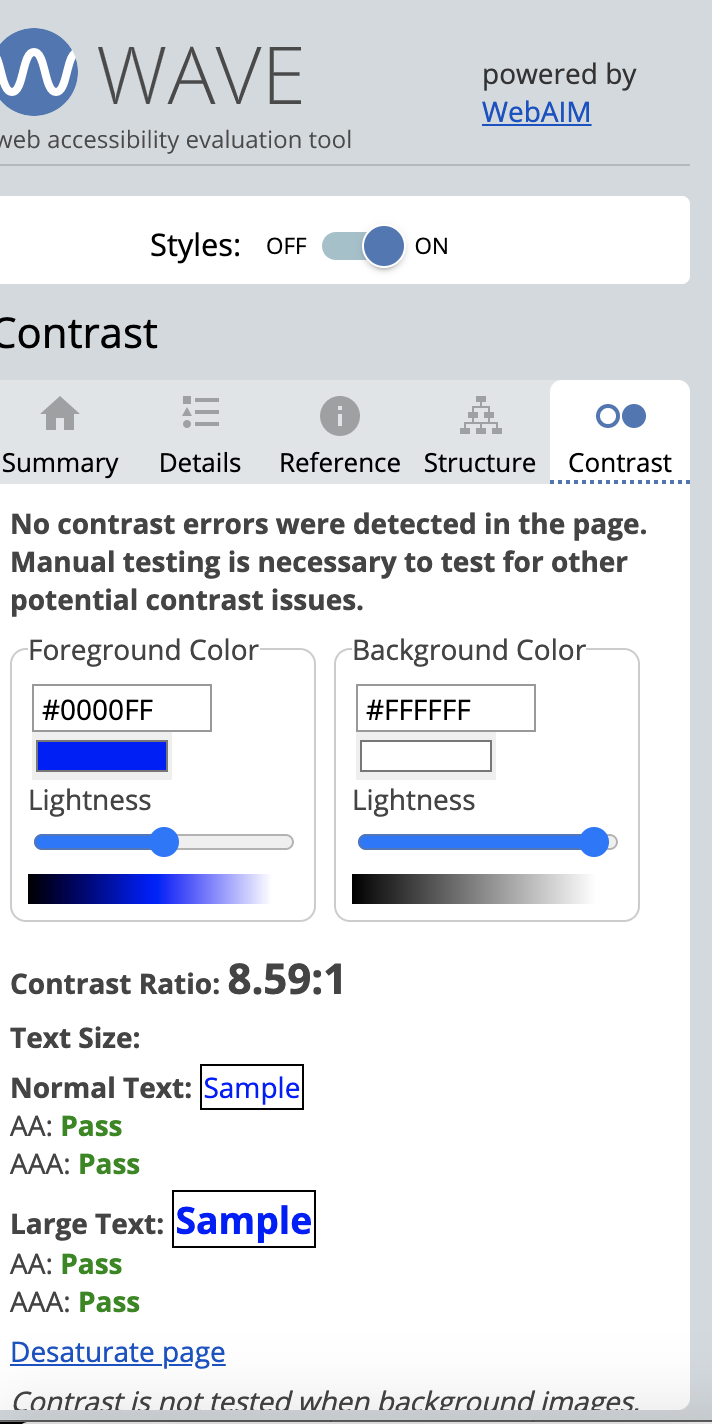 WAVE
powered by
WebAIM
web accessibility evaluation tool
Styles: OFF ON
Contrast
Summary Details Reference Structure Contrast
No contrast errors were detected in the page.
Manual testing is necessary to test for other
potential contrast issues.
Foreground Color Background Color
#0000FF #FFFFFF
Lightness Lightness
Contrast Ratio: 8.59:1
Text Size:
Normal Text: Sample
AA: Pass
AAA: Pass
Large Text: Sample
AA: Pass
AAA: Pass
Desaturate page
Contrast is not tested when background images,